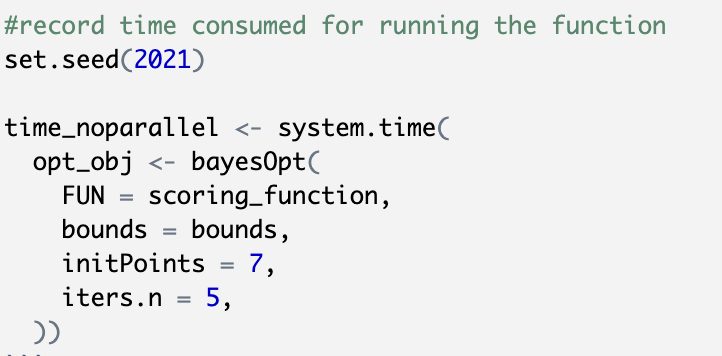 #record time consumed for running the function
set.seed(2021)
time_noparallel <- system.time(
  opt_obj <- bayesOpt(
    FUN = scoring_function,
    bounds = bounds,
    initPoints = 7,
    iters.n = 5,
  ))